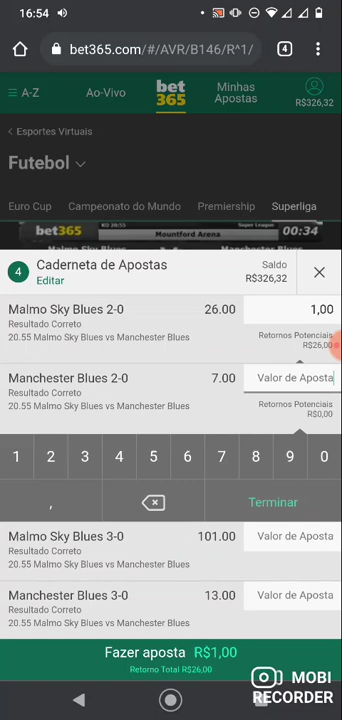 16:54
bet365.com/#/AVR/B146/R^1/
4
A-Z
Ao-Vivo
bet365
Minhas Apostas
R$326,32
Esportes Virtuais
Futebol
Euro Cup
Campeonato do Mundo
Premiership
Superliga
bet365
Mountford Arena
Super League
00:34
4
Caderneta de Apostas
Editar
Saldo
R$326,32
Malmo Sky Blues 2-0
26.00
1,00
Resultado Correto
20.55 Malmo Sky Blues vs Manchester Blues
Retornos Potenciais
R$26,00
Manchester Blues 2-0
7.00
Valor de Aposta
Resultado Correto
20.55 Malmo Sky Blues vs Manchester Blues
Retornos Potenciais
R$0,00
1 2 3 4 5 6 7 8 9 0
,
Terminar
Malmo Sky Blues 3-0
101.00
Valor de Aposta
Resultado Correto
20.55 Malmo Sky Blues vs Manchester Blues
Manchester Blues 3-0
13.00
Valor de Aposta
Resultado Correto
20.55 Malmo Sky Blues vs Manchester Blues
Fazer aposta R$1,00
Retorno Total R$26,00
MOBI
RECORDER